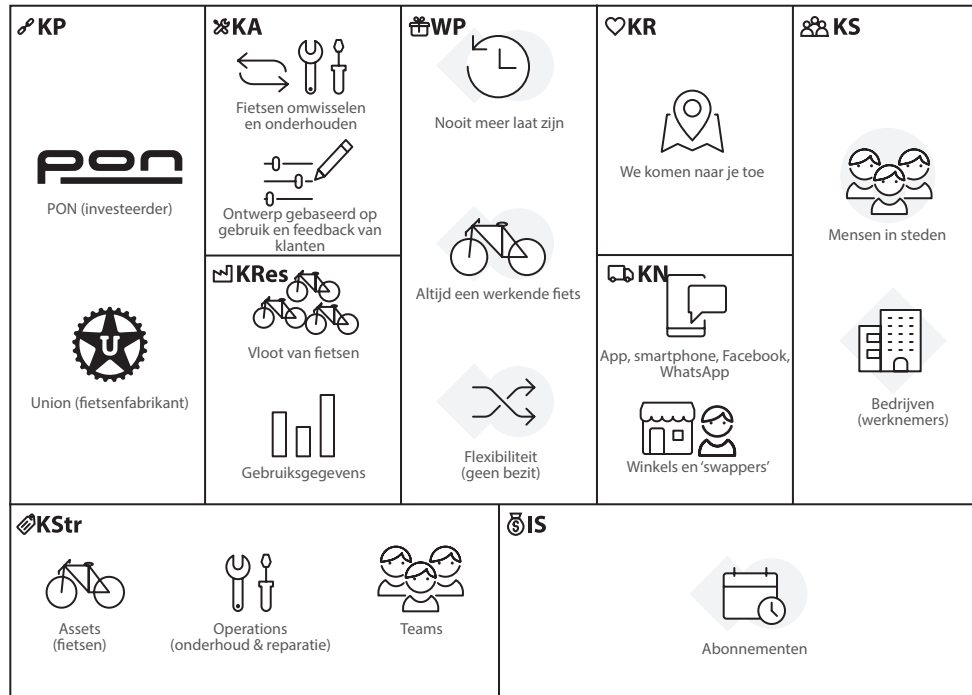 KP
pon
PON (investeerder)
U
Union (fietsenfabrikant)
KA
Fietsen omwisselen
en onderhouden
Ontwerp gebaseerd op
gebruik en feedback van
klanten
KRes
Vloot van fietsen
Gebruiksgegevens
WP
Nooit meer laat zijn
Altijd een werkende fiets
Flexibiliteit
(geen bezit)
KR
We komen naar je toe
KN
App, smartphone, Facebook,
WhatsApp
Winkels en ‘swappers’
KS
Mensen in steden
Bedrijven
(werknemers)
KStr
Assets
(fietsen)
Operations
(onderhoud & reparatie)
Teams
$
IS
Abonnementen